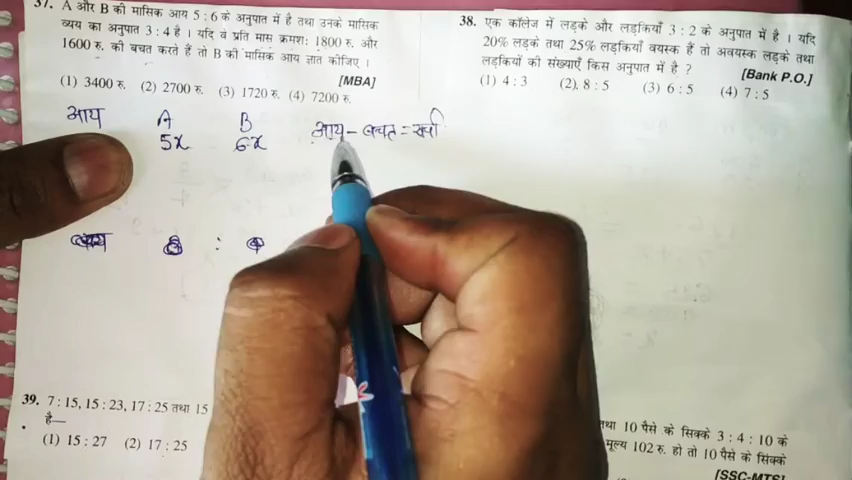 37. A और B की मासिक आय 5 : 6 के अनुपात में है तथा उनके मासिक
व्यय का अनुपात 3 : 4 है । यदि वे प्रति मास क्रमशः 1800 रु. और
1600 रु. की बचत करते हैं तो B की मासिक आय ज्ञात कीजिए ।
[MBA]
(1) 3400 रु. (2) 2700 रु. (3) 1720 रु. (4) 7200 रु.
आय A B आय - बचत = खर्च
5x 6x
:
38. एक कॉलेज में लड़के और लड़कियाँ 3 : 2 के अनुपात में है । यदि
20% लड़के तथा 25% लड़कियाँ वयस्क हैं तो अवयस्क लड़के तथा
लड़कियों की संख्याएँ किस अनुपात में है ?
[Bank P.O.]
(1) 4 : 3 (2) 8 : 5 (3) 6 : 5 (4) 7 : 5
39. 7 : 15, 15 : 23, 17 : 25 तथा 15
है—
(1) 15 : 27 (2) 17 : 25
तथा 10 पैसे के सिक्के 3 : 4 : 10 के
मूल्य 102 रु. हो तो 10 पैसे के सिक्के
[SSC-MTS]